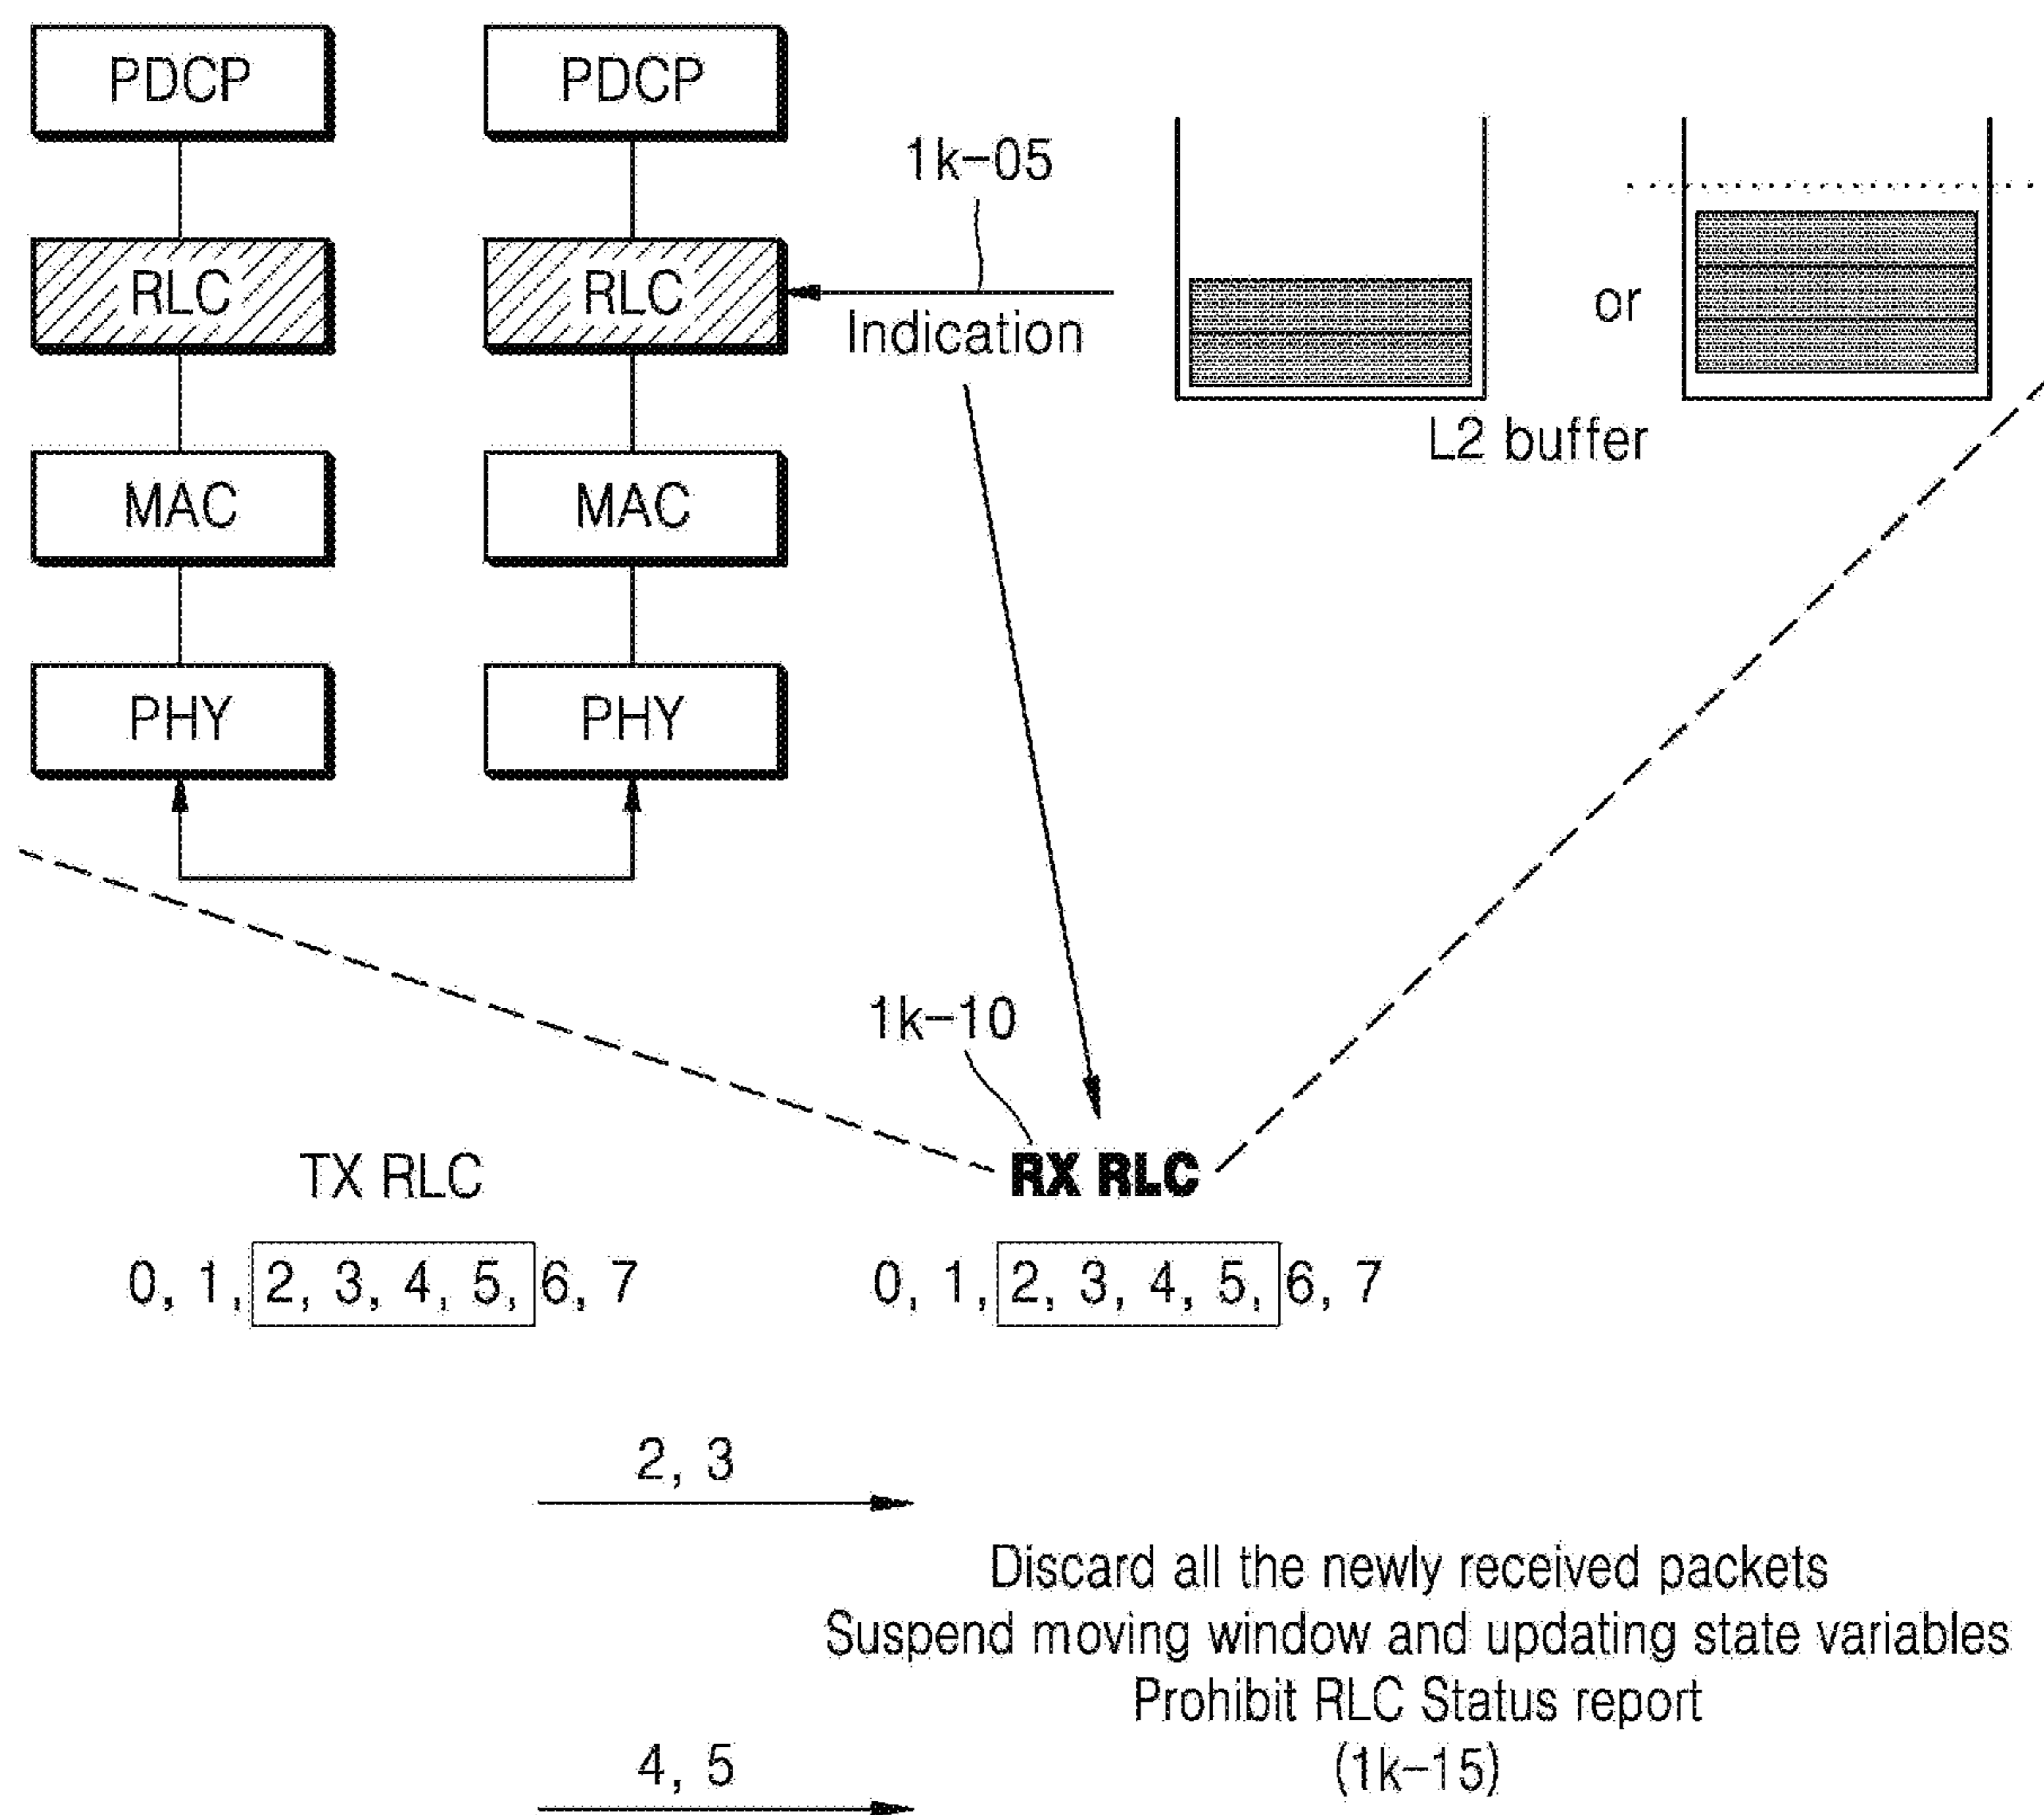 PDCP
PDCP
1k-05
RLC
RLC
Indication
or
L2 buffer
MAC
MAC
PHY
PHY
1k-10
TX RLC
RX RLC
0, 1, 2, 3, 4, 5, 6, 7
0, 1, 2, 3, 4, 5, 6, 7
2, 3
Discard all the newly received packets
Suspend moving window and updating state variables
Prohibit RLC Status report
(1k-15)
4, 5